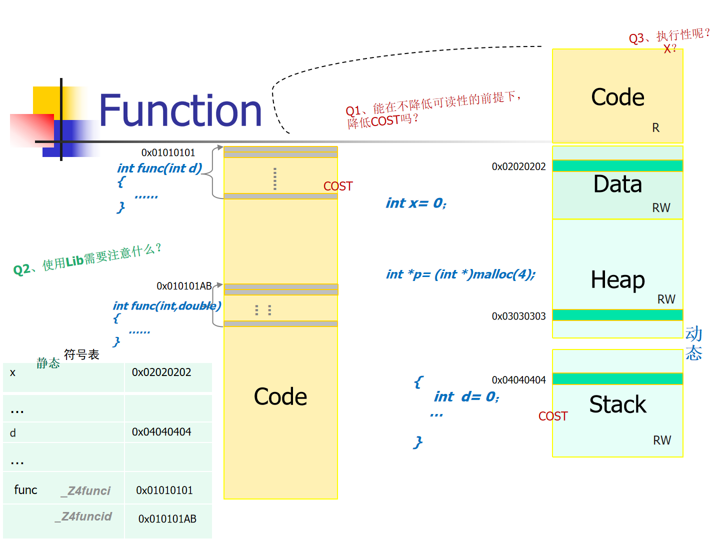 Function
Q1、能在不降低可读性的前提下,
降低COST吗?
Q3、执行性呢?
X?
Code
R
0x01010101
int func(int d)
{
……
}
COST
int x= 0;
0x02020202
Data
RW
Q2、使用Lib需要注意什么?
0x010101AB
int func(int,double)
{
……
}
int *p= (int *)malloc(4);
Heap
RW
0x03030303
动态
静态
符号表
x 0x02020202
...
d 0x04040404
...
func _Z4funci 0x01010101
_Z4funcid 0x010101AB
Code
{
int d= 0;
...
}
0x04040404
COST
Stack
RW